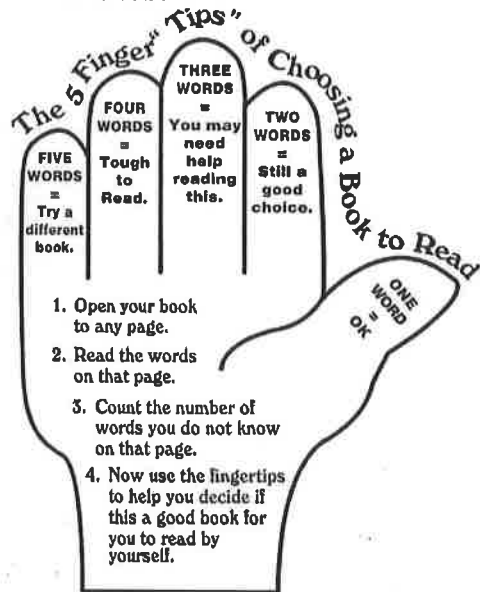 The 5 Finger "Tips" of Choosing a Book to Read
FIVE
WORDS
=
Try a
different
book.
FOUR
WORDS
=
Tough
to
Read.
THREE
WORDS
=
You may
need
help
reading
this.
TWO
WORDS
=
Still a
good
choice.
ONE
WORD
=
OK
1. Open your book
to any page.
2. Read the words
on that page.
3. Count the number of
words you do not know
on that page.
4. Now use the fingertips
to help you decide if
this a good book for
you to read by
yourself.